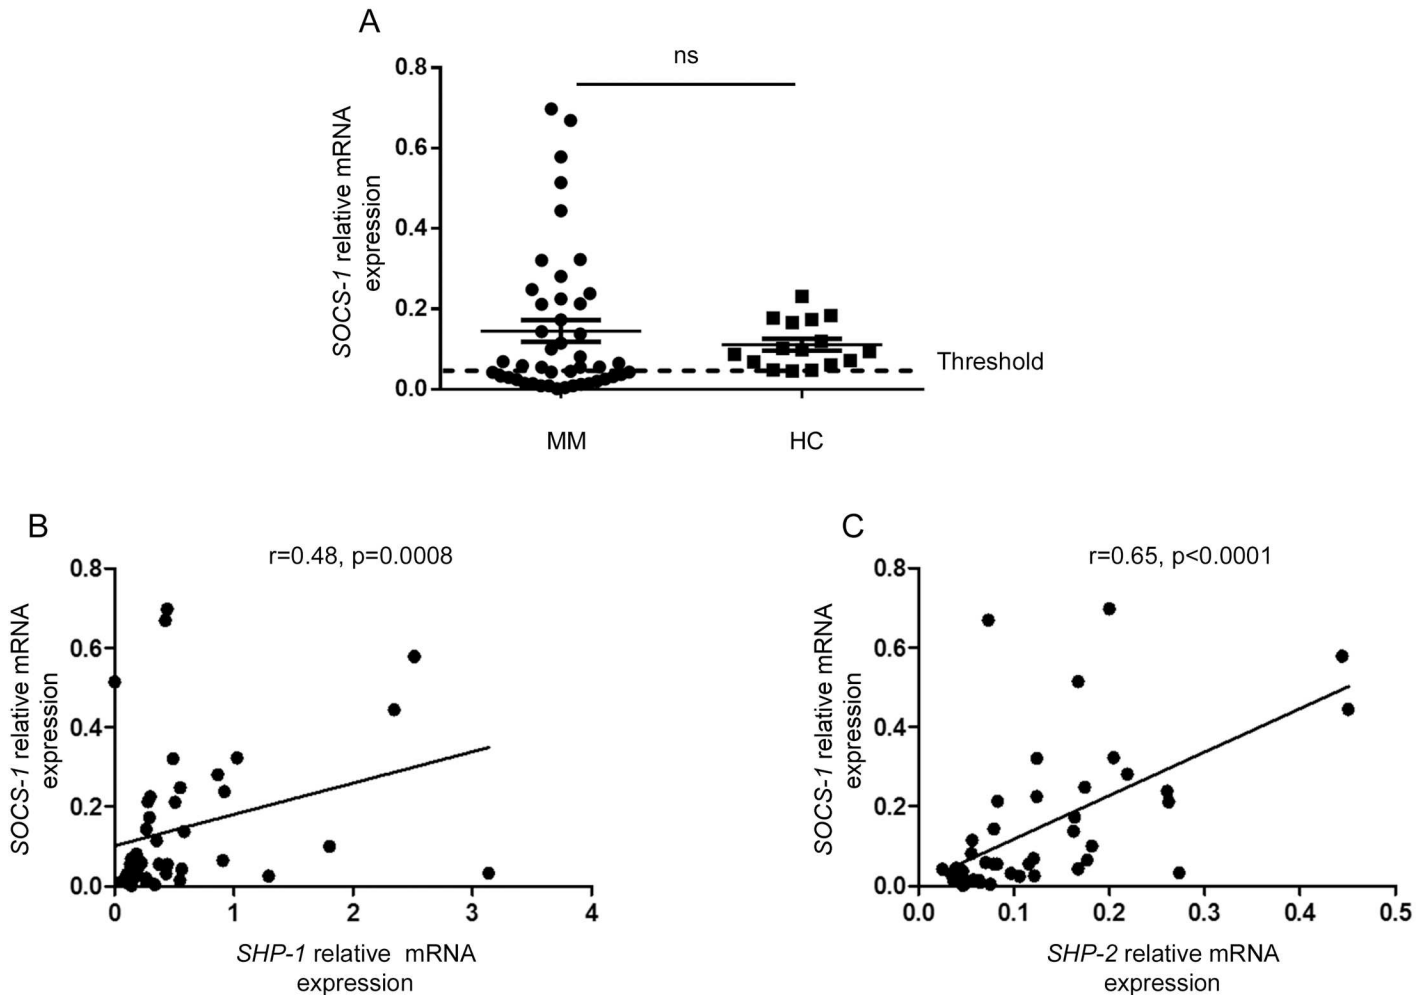 A
ns
0.8
0.6
0.4
0.2
0.0
SOCS-1 relative mRNA
expression
Threshold
MM
HC
B
r=0.48, p=0.0008
0.8
0.6
0.4
0.2
0.0
SOCS-1 relative mRNA
expression
0
1
2
3
4
SHP-1 relative mRNA
expression
C
r=0.65, p<0.0001
0.8
0.6
0.4
0.2
0.0
SOCS-1 relative mRNA
expression
0.0
0.1
0.2
0.3
0.4
0.5
SHP-2 relative mRNA
expression